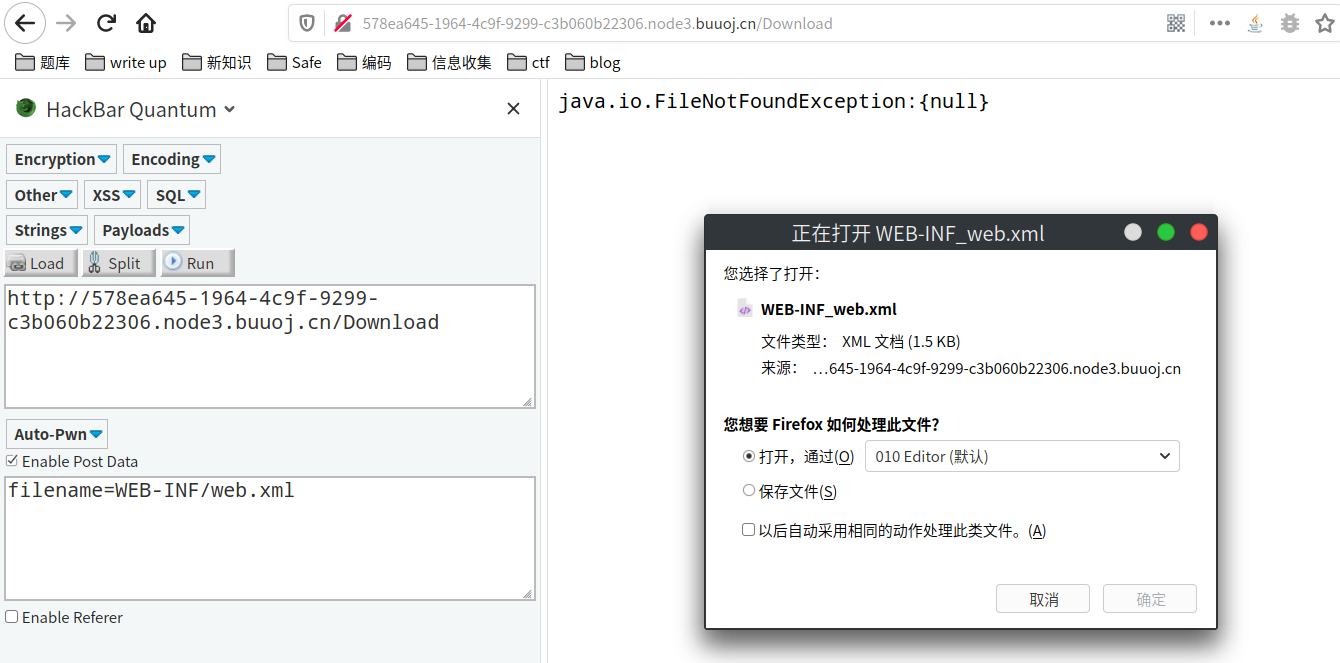 578ea645-1964-4c9f-9299-c3b060b22306.node3.buuoj.cn/Download
题库 write up 新知识 Safe 编码 信息收集 ctf blog
HackBar Quantum
Encryption Encoding
Other XSS SQL
Strings Payloads
Load Split Run
http://578ea645-1964-4c9f-9299-
c3b060b22306.node3.buuoj.cn/Download
Auto-Pwn
Enable Post Data
filename=WEB-INF/web.xml
Enable Referer
java.io.FileNotFoundException:{null}
正在打开 WEB-INF_web.xml
您选择了打开：
WEB-INF_web.xml
文件类型： XML 文档 (1.5 KB)
来源： …645-1964-4c9f-9299-c3b060b22306.node3.buuoj.cn
您想要 Firefox 如何处理此文件？
打开，通过(O) 010 Editor (默认)
保存文件(S)
以后自动采用相同的动作处理此类文件。(A)
取消 确定